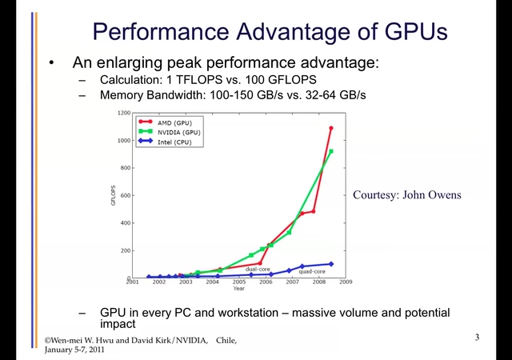 Performance Advantage of GPUs
• An enlarging peak performance advantage:
– Calculation: 1 TFLOPS vs. 100 GFLOPS
– Memory Bandwidth: 100-150 GB/s vs. 32-64 GB/s
1200
1000
800
600
400
200
0
GFLOPS
AMD (GPU)
NVIDIA (GPU)
Intel (CPU)
Courtesy: John Owens
dual-core
quad-core
2001 2002 2003 2004 2005 2006 2007 2008 2009
Year
– GPU in every PC and workstation – massive volume and potential
impact
©Wen-mei W. Hwu and David Kirk/NVIDIA, Chile,
January 5-7, 2011
3